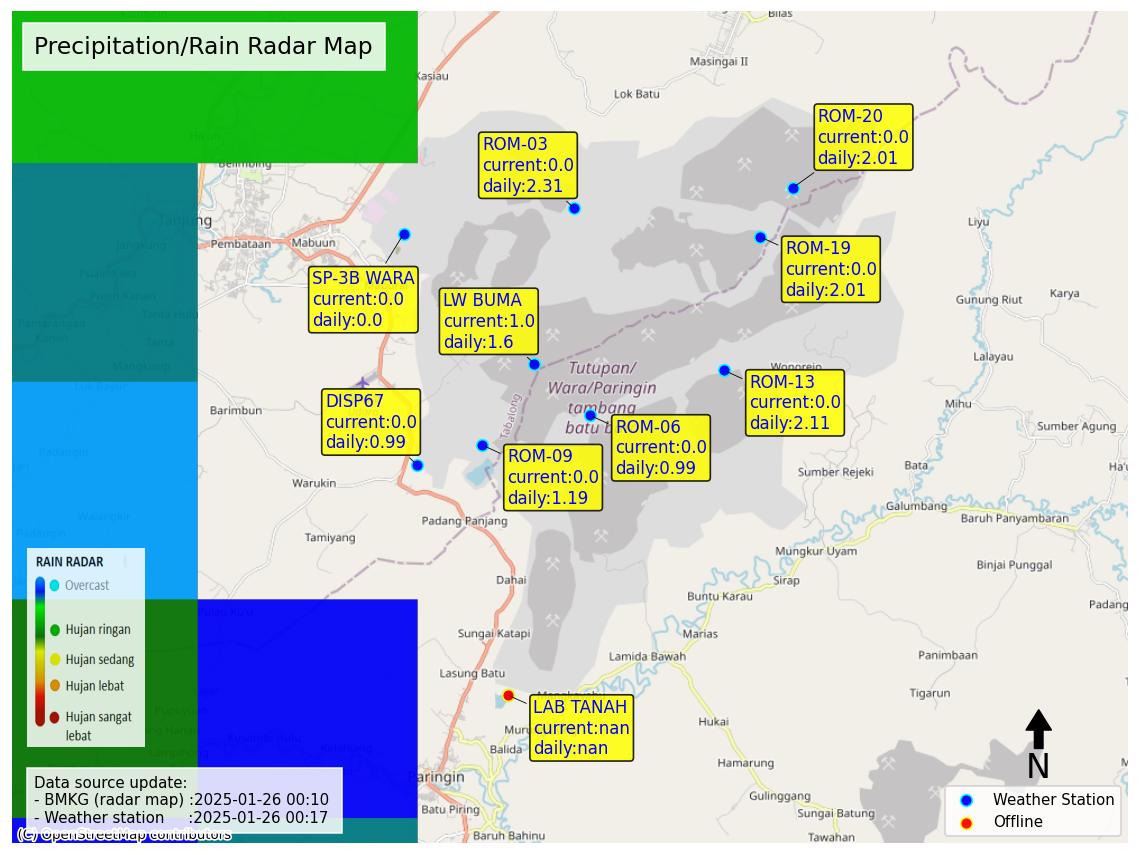 Precipitation/Rain Radar Map
Bilas
Masingai II
Kasiau
Lok Batu
Belimbing
Tanjung
Jangkung
Pembataan
Mabuun
ROM-03
current:0.0
daily:2.31
ROM-20
current:0.0
daily:2.01
ROM-19
current:0.0
daily:2.01
SP-3B WARA
current:0.0
daily:0.0
LW BUMA
current:1.0
daily:1.6
Liyu
Gunung Riut
Karya
Lalayau
Wonorejo
Tutupan/
Wara/Paringin
tambang
batu b
Tabalong
ROM-13
current:0.0
daily:2.11
DISP67
current:0.0
daily:0.99
ROM-06
current:0.0
daily:0.99
ROM-09
current:0.0
daily:1.19
Barimbun
Mihu
Sumber Agung
Bata
Ha'u
Sumber Rejeki
Warukin
Galumbang
Baruh Panyambaran
Padang Panjang
Tamiyang
Mungkur Uyam
Binjai Punggal
Dahai
Sirap
Buntu Karau
Padang
Marias
Sungai Katapi
Lamida Bawah
Panimbaan
Lasung Batu
Tigarun
RAIN RADAR
Overcast
Hujan ringan
Hujan sedang
Hujan lebat
Hujan sangat
lebat
LAB TANAH
current:nan
daily:nan
Hukai
Balida
Hamarung
Paringin
Gulinggang
Batu Piring
Sungai Batung
Baruh Bahinu
Tawahan
N
Weather Station
Offline
Data source update:
- BMKG (radar map) :2025-01-26 00:10
- Weather station :2025-01-26 00:17
(C) OpenStreetMap contributors